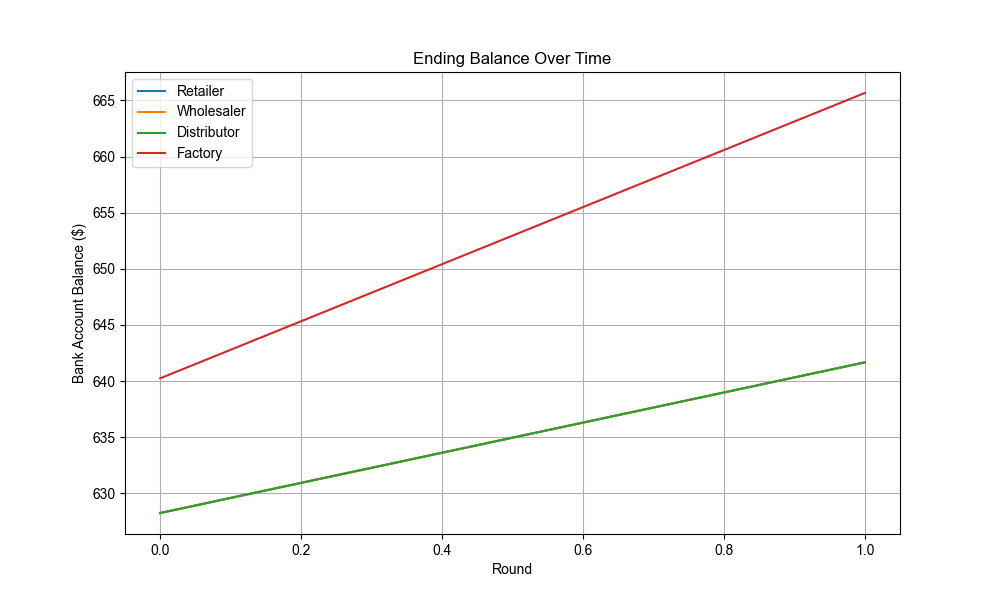 Ending Balance Over Time
Retailer
Wholesaler
Distributor
Factory
Bank Account Balance ($)
665
660
655
650
645
640
635
630
0.0 0.2 0.4 0.6 0.8 1.0
Round